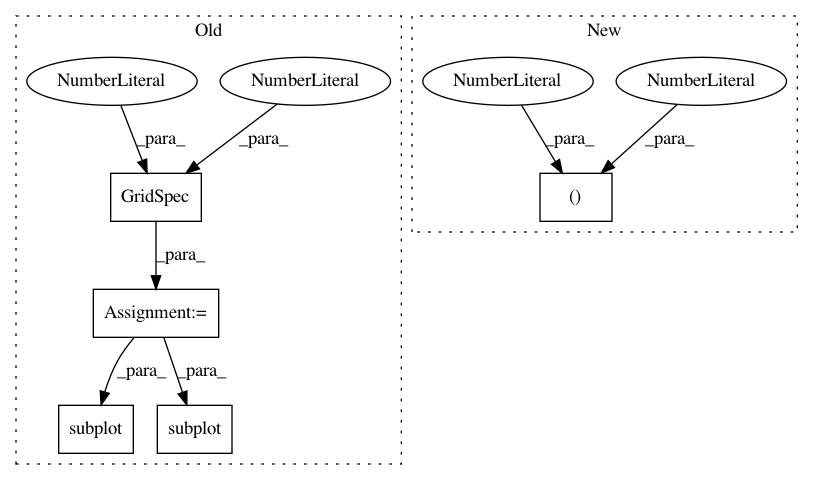 Old
New
NumberLiteral
NumberLiteral
NumberLiteral
NumberLiteral
_para_
_para_
_para_
_para_
GridSpec
()
_para_
Assignment:=
_para_
_para_
subplot
subplot